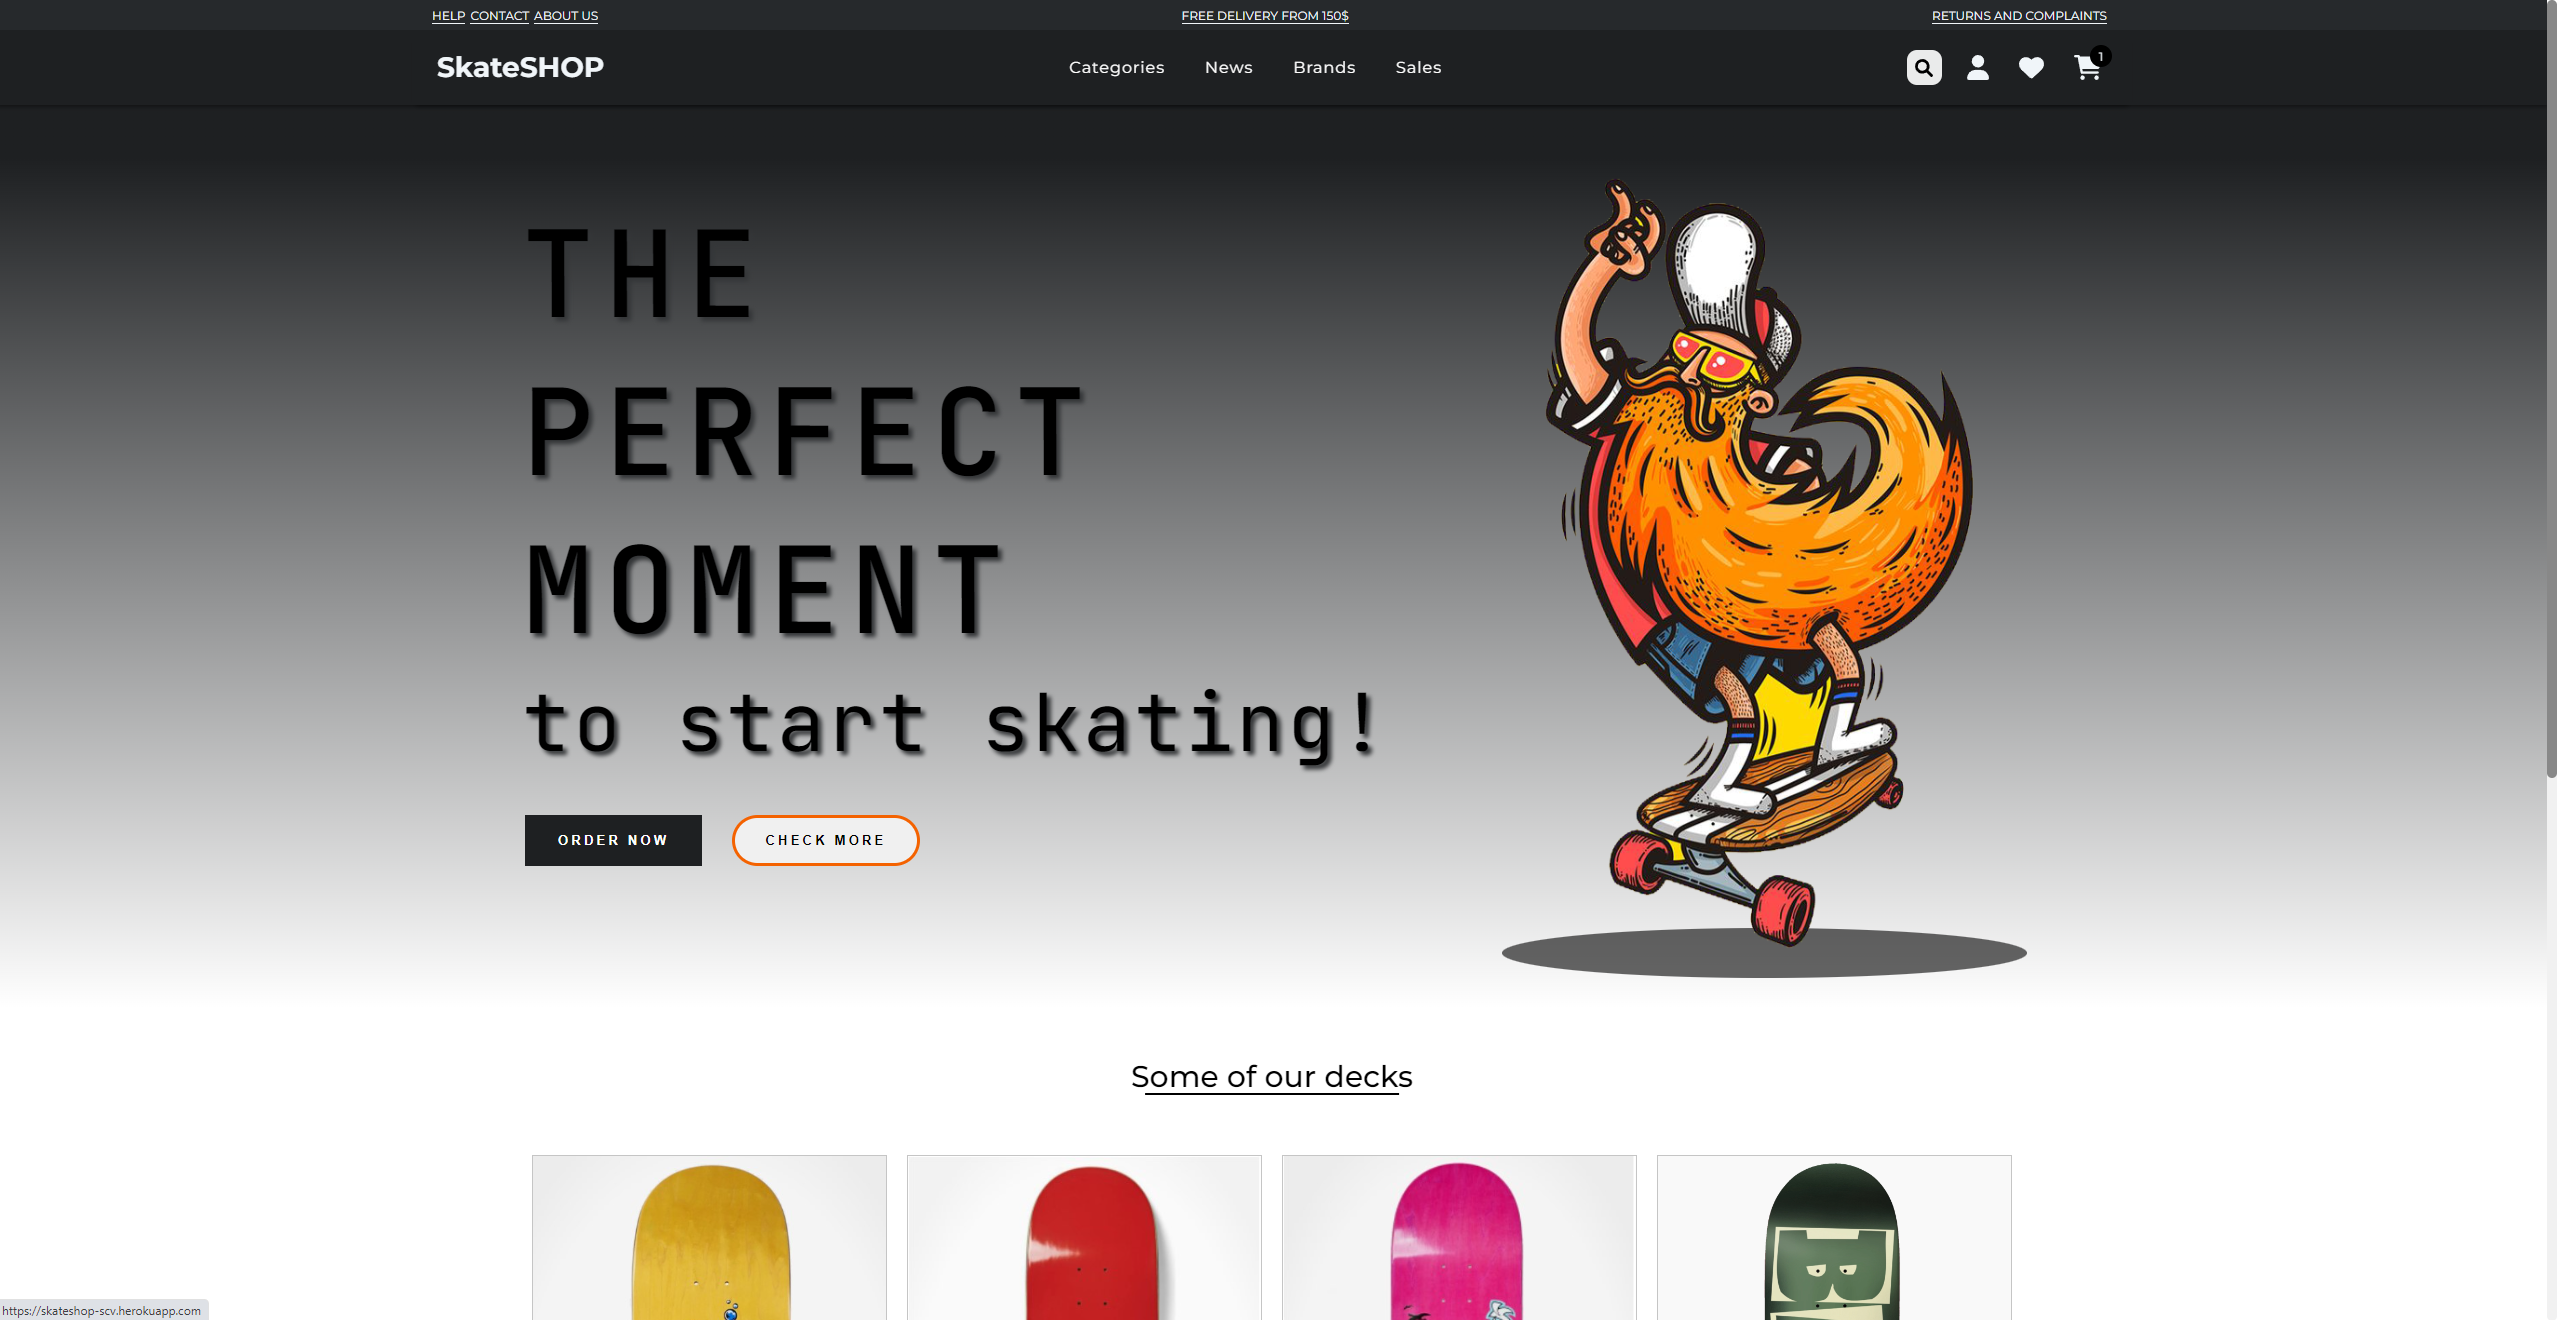 HELP CONTACT ABOUT US
FREE DELIVERY FROM 150$
RETURNS AND COMPLAINTS
SkateSHOP
Categories News Brands Sales
1
THE
PERFECT
MOMENT
to start skating!
ORDER NOW
CHECK MORE
Some of our decks
https://skateshop-scv.herokuapp.com